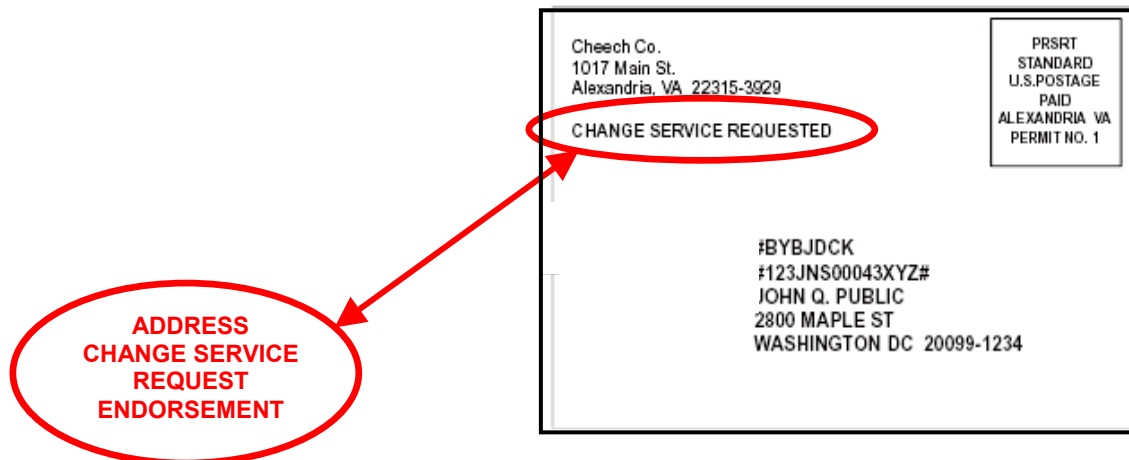 Cheech Co.
1017 Main St.
Alexandria, VA 22315-3929
CHANGE SERVICE REQUESTED
PRSRT
STANDARD
U.S.POSTAGE
PAID
ALEXANDRIA VA
PERMIT NO. 1
#BYBJDCK
#123JNS00043XYZ#
JOHN Q. PUBLIC
2800 MAPLE ST
WASHINGTON DC 20099-1234
ADDRESS
CHANGE SERVICE
REQUEST
ENDORSEMENT